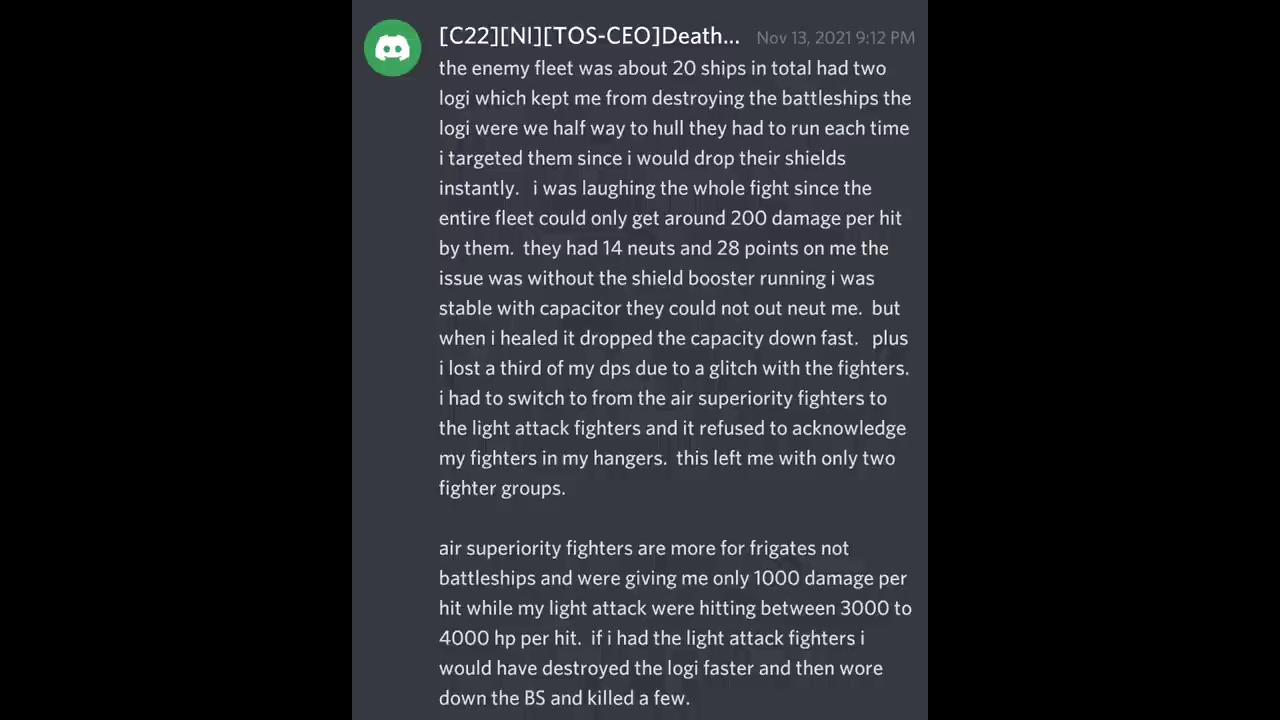 [C22][NI][TOS-CEO]Death... Nov 13, 2021 9:12 PM
the enemy fleet was about 20 ships in total had two
logi which kept me from destroying the battleships the
logi were we half way to hull they had to run each time
i targeted them since i would drop their shields
instantly.   i was laughing the whole fight since the
entire fleet could only get around 200 damage per hit
by them.  they had 14 neuts and 28 points on me the
issue was without the shield booster running i was
stable with capacitor they could not out neut me.  but
when i healed it dropped the capacity down fast.   plus
i lost a third of my dps due to a glitch with the fighters.
i had to switch to from the air superiority fighters to
the light attack fighters and it refused to acknowledge
my fighters in my hangers.  this left me with only two
fighter groups.
air superiority fighters are more for frigates not
battleships and were giving me only 1000 damage per
hit while my light attack were hitting between 3000 to
4000 hp per hit.  if i had the light attack fighters i
would have destroyed the logi faster and then wore
down the BS and killed a few.